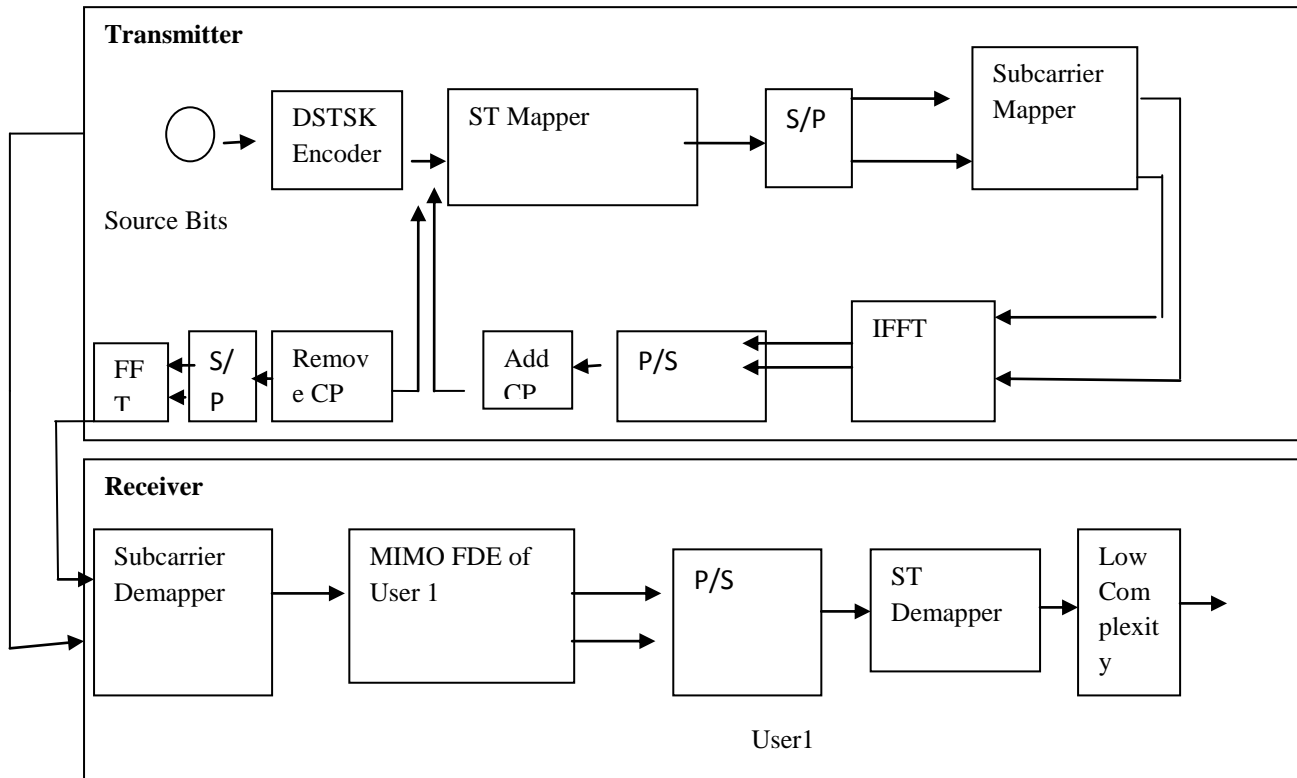 Transmitter
DSTSK
Encoder
ST Mapper
S/P
Subcarrier
Mapper
Source Bits
FF
T
S/
P
Remov
e CP
Add
CP
P/S
IFFT
Receiver
Subcarrier
Demapper
MIMO FDE of
User 1
P/S
ST
Demapper
Low
Com
plexit
y
User1